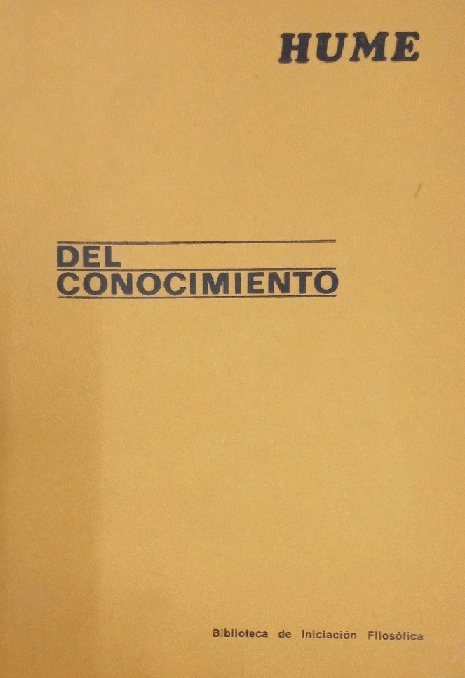 HUME
DEL
CONOCIMIENTO
Biblioteca de Iniciación Filosófica